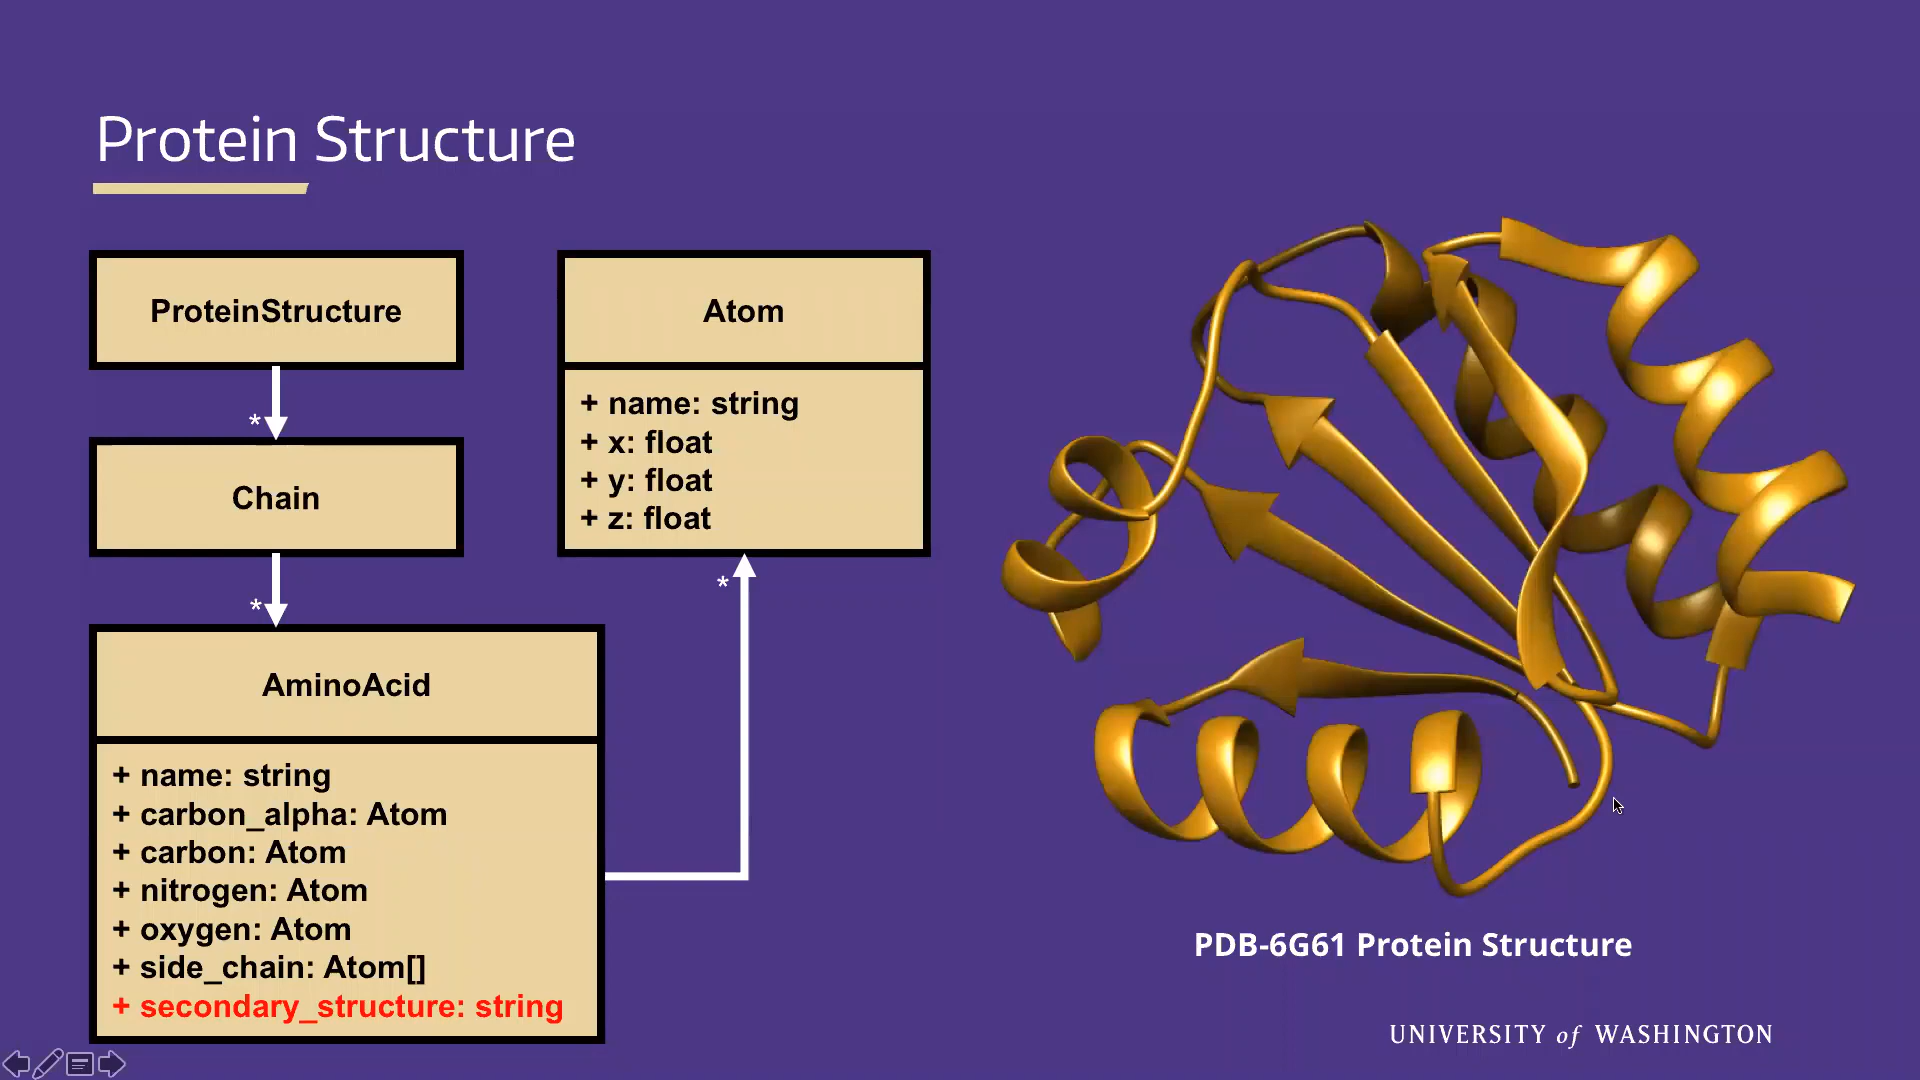 Protein Structure
ProteinStructure
*
Chain
*
AminoAcid
+ name: string
+ carbon_alpha: Atom
+ carbon: Atom
+ nitrogen: Atom
+ oxygen: Atom
+ side_chain: Atom[]
+ secondary_structure: string
Atom
+ name: string
+ x: float
+ y: float
+ z: float
*
PDB-6G61 Protein Structure
UNIVERSITY of WASHINGTON